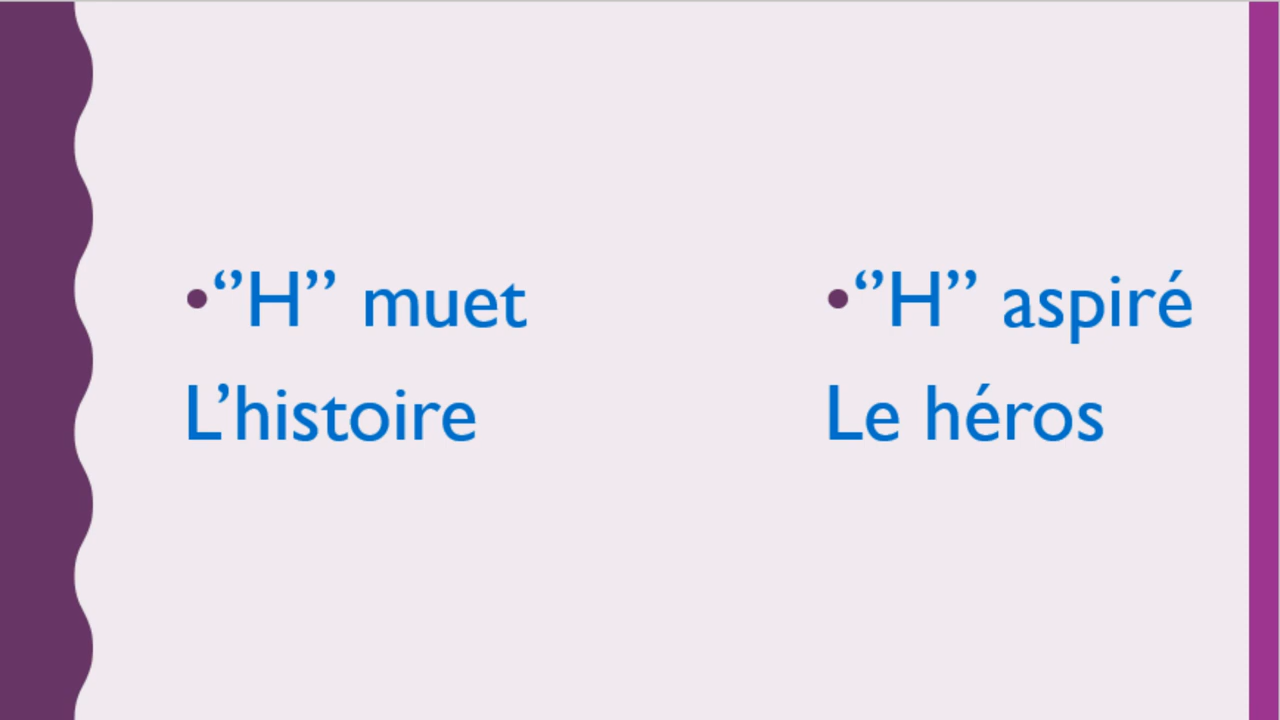 •‘’H’’ muet
L’histoire
•‘’H’’ aspiré
Le héros